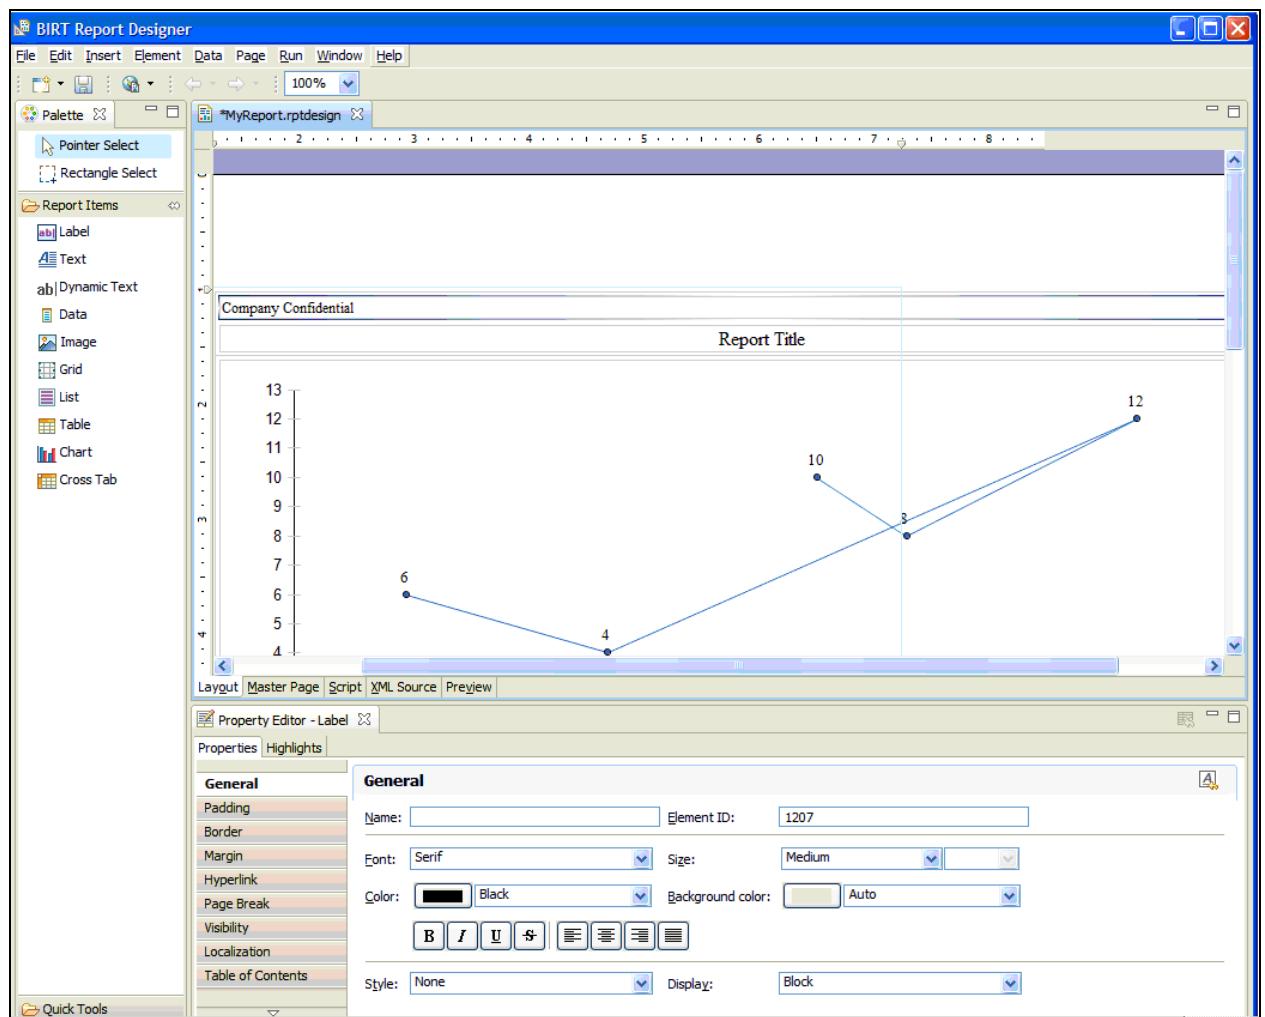 BIRT Report Designer
File Edit Insert Element Data Page Run Window Help
100%
Palette
*MyReport.rptdesign
2 3 4 5 6 7 8
Pointer Select
Rectangle Select
Report Items
Label
Text
Dynamic Text
Data
Image
Grid
List
Table
Chart
Cross Tab
Company Confidential
Report Title
2
3
4
13
12
11
10
9
8
7
6
5
4
6
4
10
8
12
Layout Master Page Script XML Source Preview
Property Editor - Label
Properties Highlights
General
Padding
Border
Margin
Hyperlink
Page Break
Visibility
Localization
Table of Contents
General
Name: Element ID: 1207
Font: Serif Size: Medium
Color: Black Background color: Auto
B I U S
Style: None Display: Block
Quick Tools